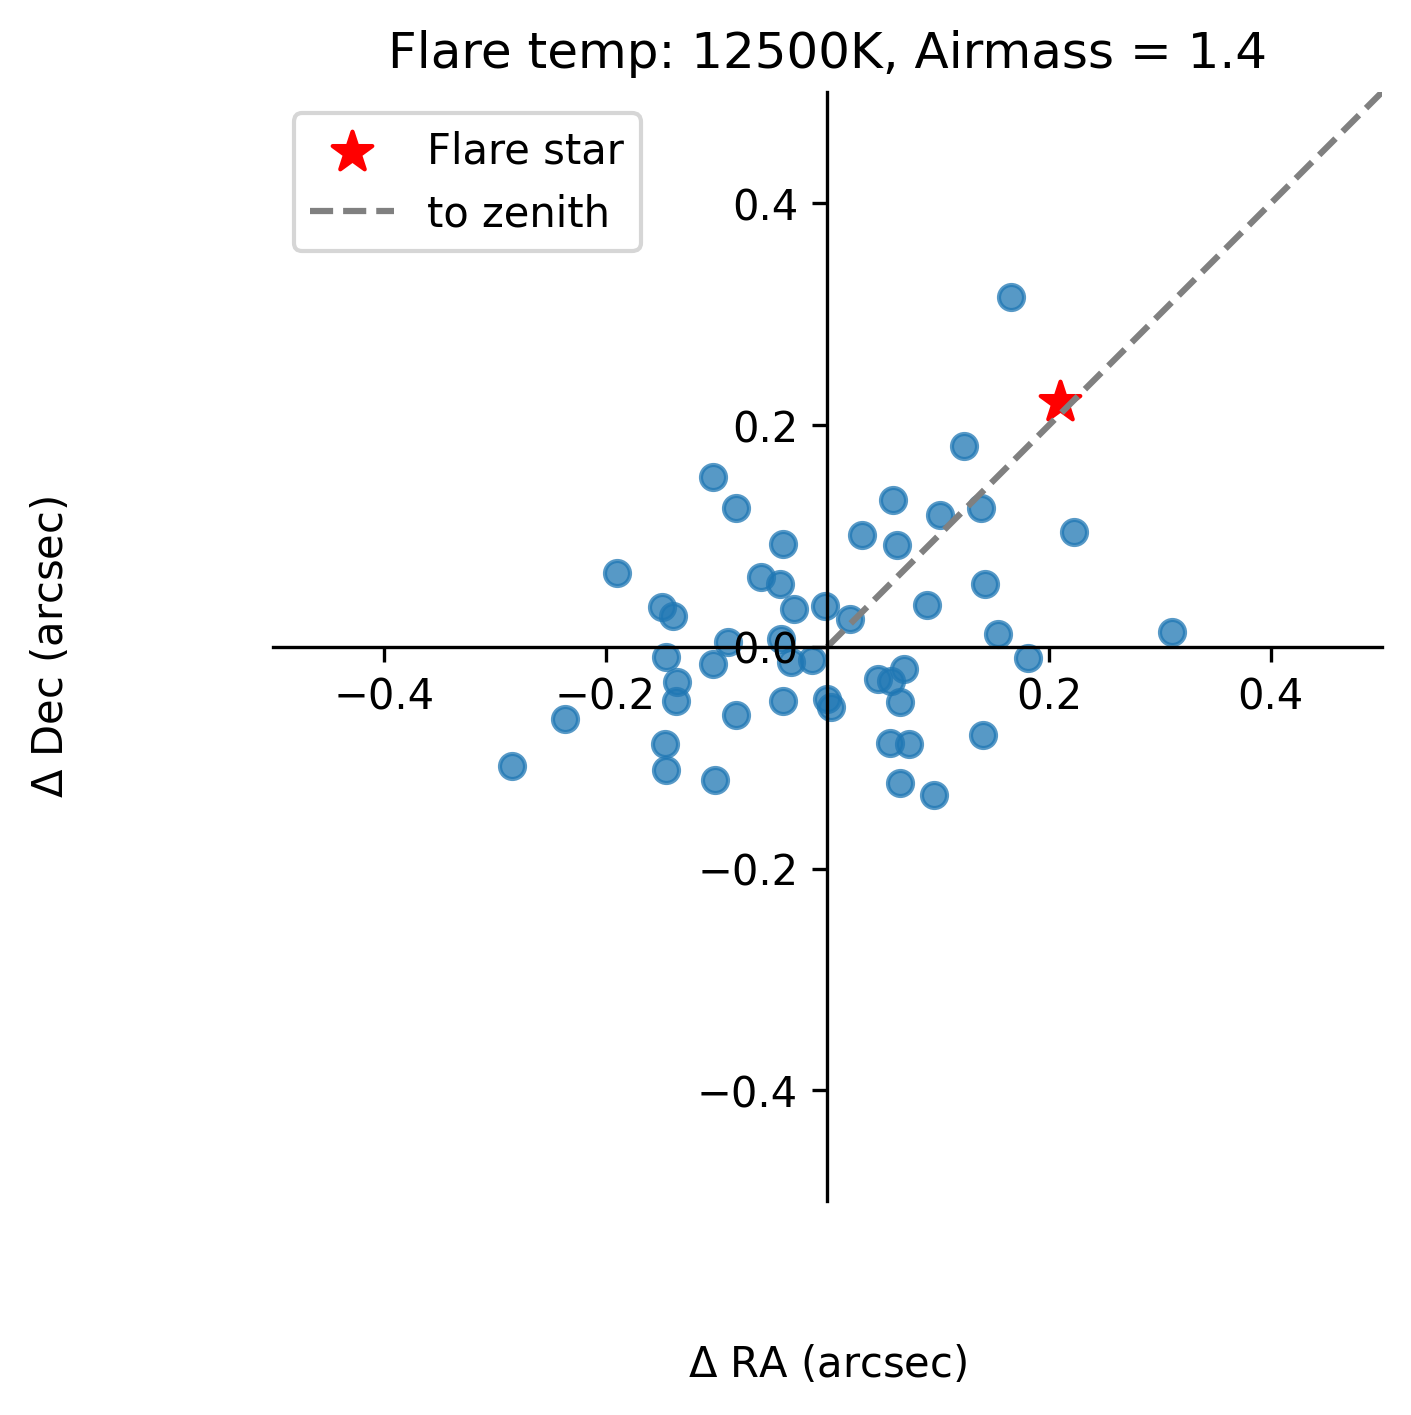 Flare temp: 12500K, Airmass = 1.4
Flare star
to zenith
0.4
0.2
0.0
−0.4
−0.2
0.2
0.4
−0.2
−0.4
Δ Dec (arcsec)
Δ RA (arcsec)